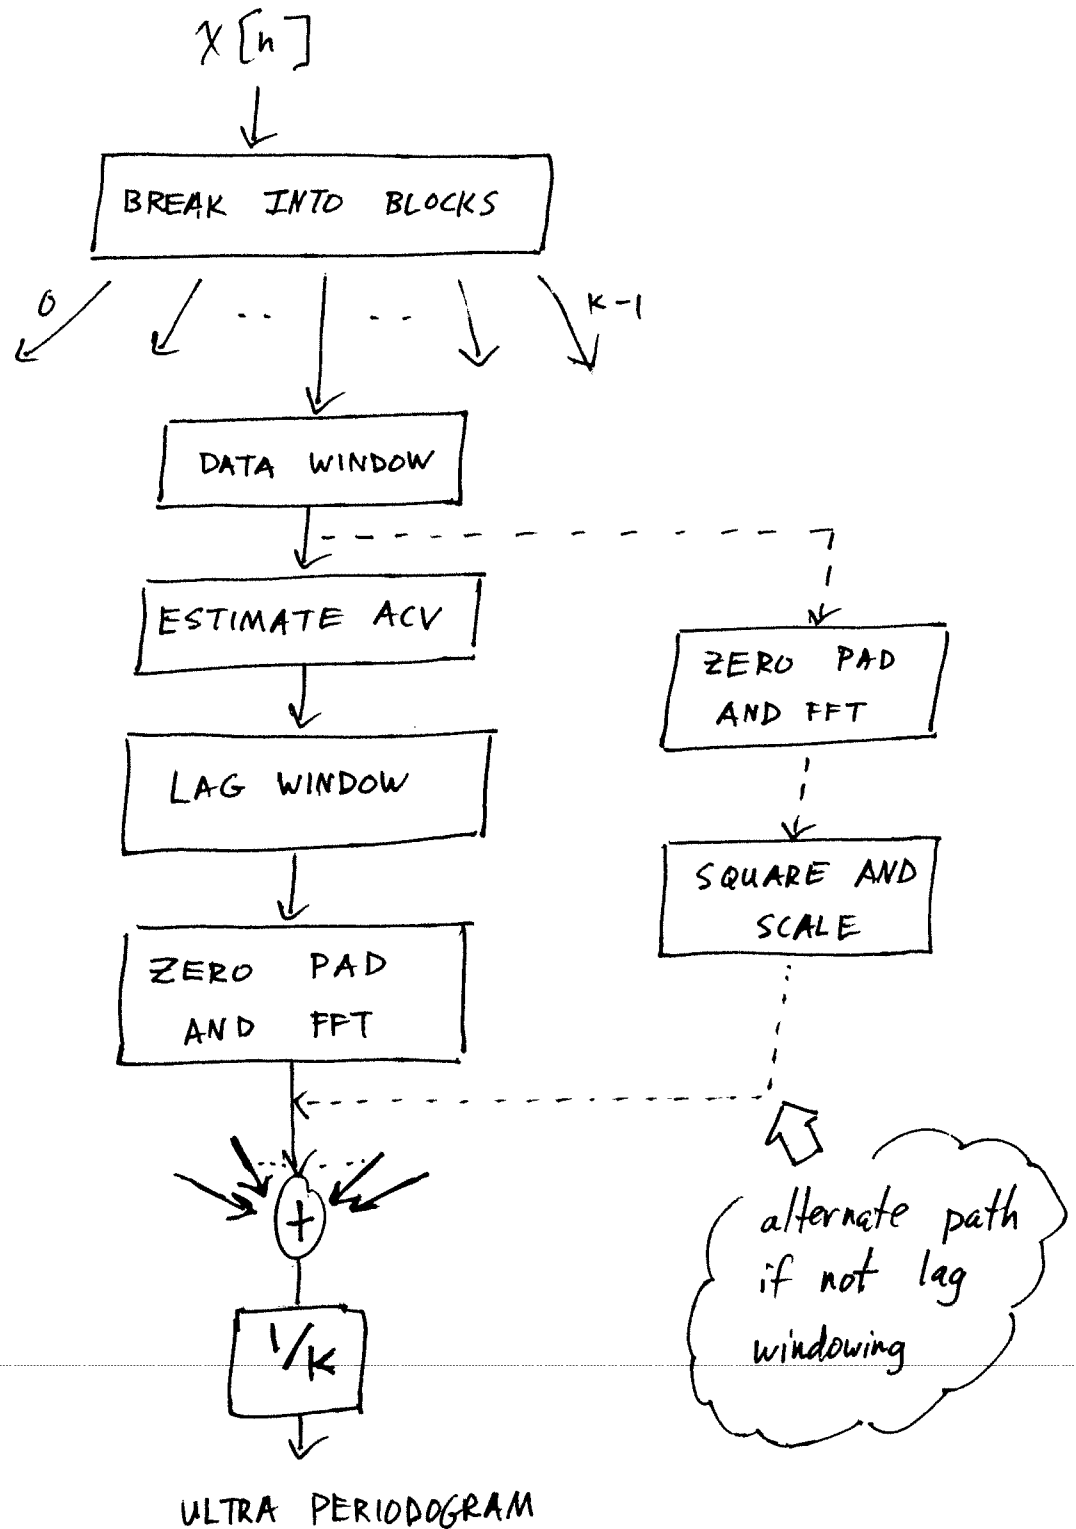 x[n]
BREAK INTO BLOCKS
0
K-1
DATA WINDOW
ESTIMATE ACV
ZERO PAD
AND FFT
LAG WINDOW
SQUARE AND
SCALE
ZERO PAD
AND FFT
+
alternate path
if not lag
windowing
1/K
ULTRA PERIODOGRAM